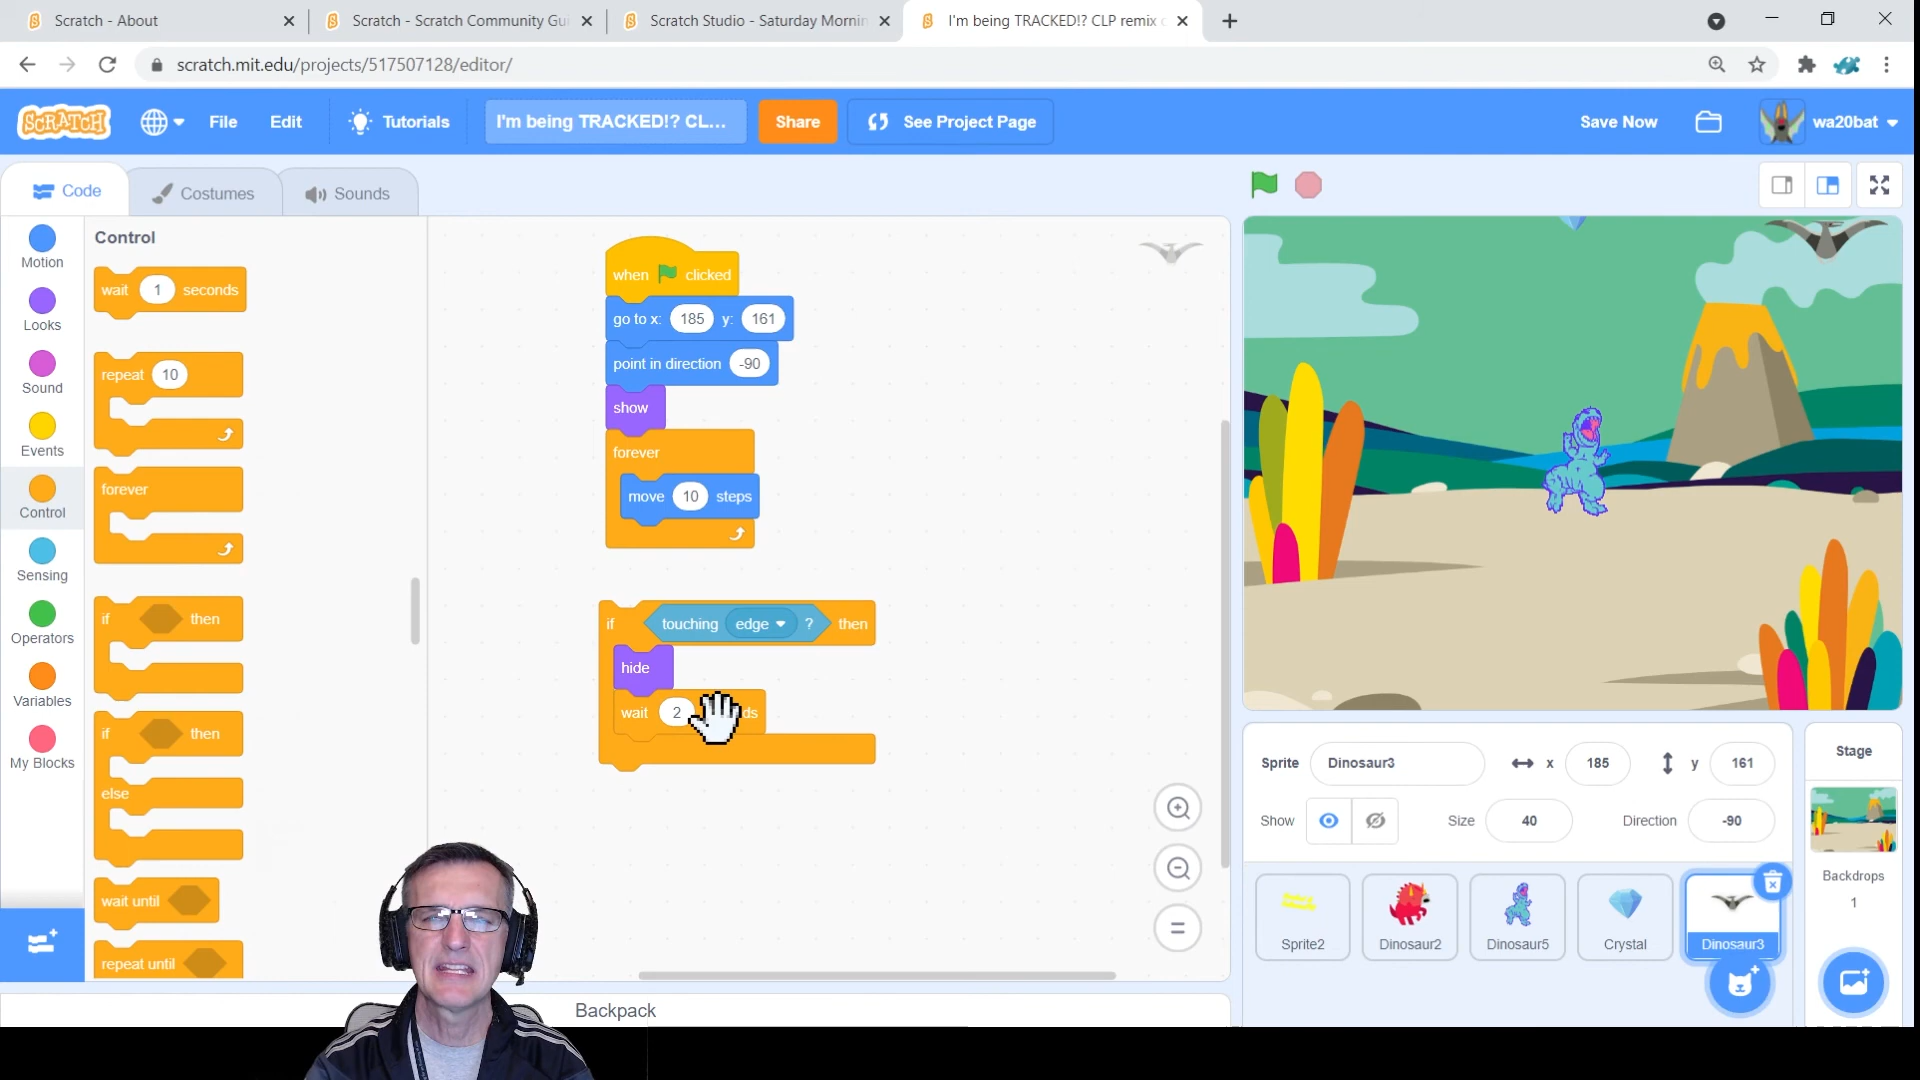 Scratch - About
Scratch - Scratch Community Gui
Scratch Studio - Saturday Mornin
I'm being TRACKED!? CLP remix
scratch.mit.edu/projects/517507128/editor/
SCRATCH
File
Edit
Tutorials
I'm being TRACKED!? CL...
Share
See Project Page
Save Now
wa20bat
Code
Costumes
Sounds
Motion
Looks
Sound
Events
Control
Sensing
Operators
Variables
My Blocks
Control
wait 1 seconds
repeat 10
forever
if then
if then
else
wait until
repeat until
when clicked
go to x: 185 y: 161
point in direction -90
show
forever
move 10 steps
if touching edge ? then
hide
wait 2 ds
Backpack
Sprite Dinosaur3 x 185 y 161
Show Size 40 Direction -90
Sprite2
Dinosaur2
Dinosaur5
Crystal
Dinosaur3
Stage
Backdrops
1